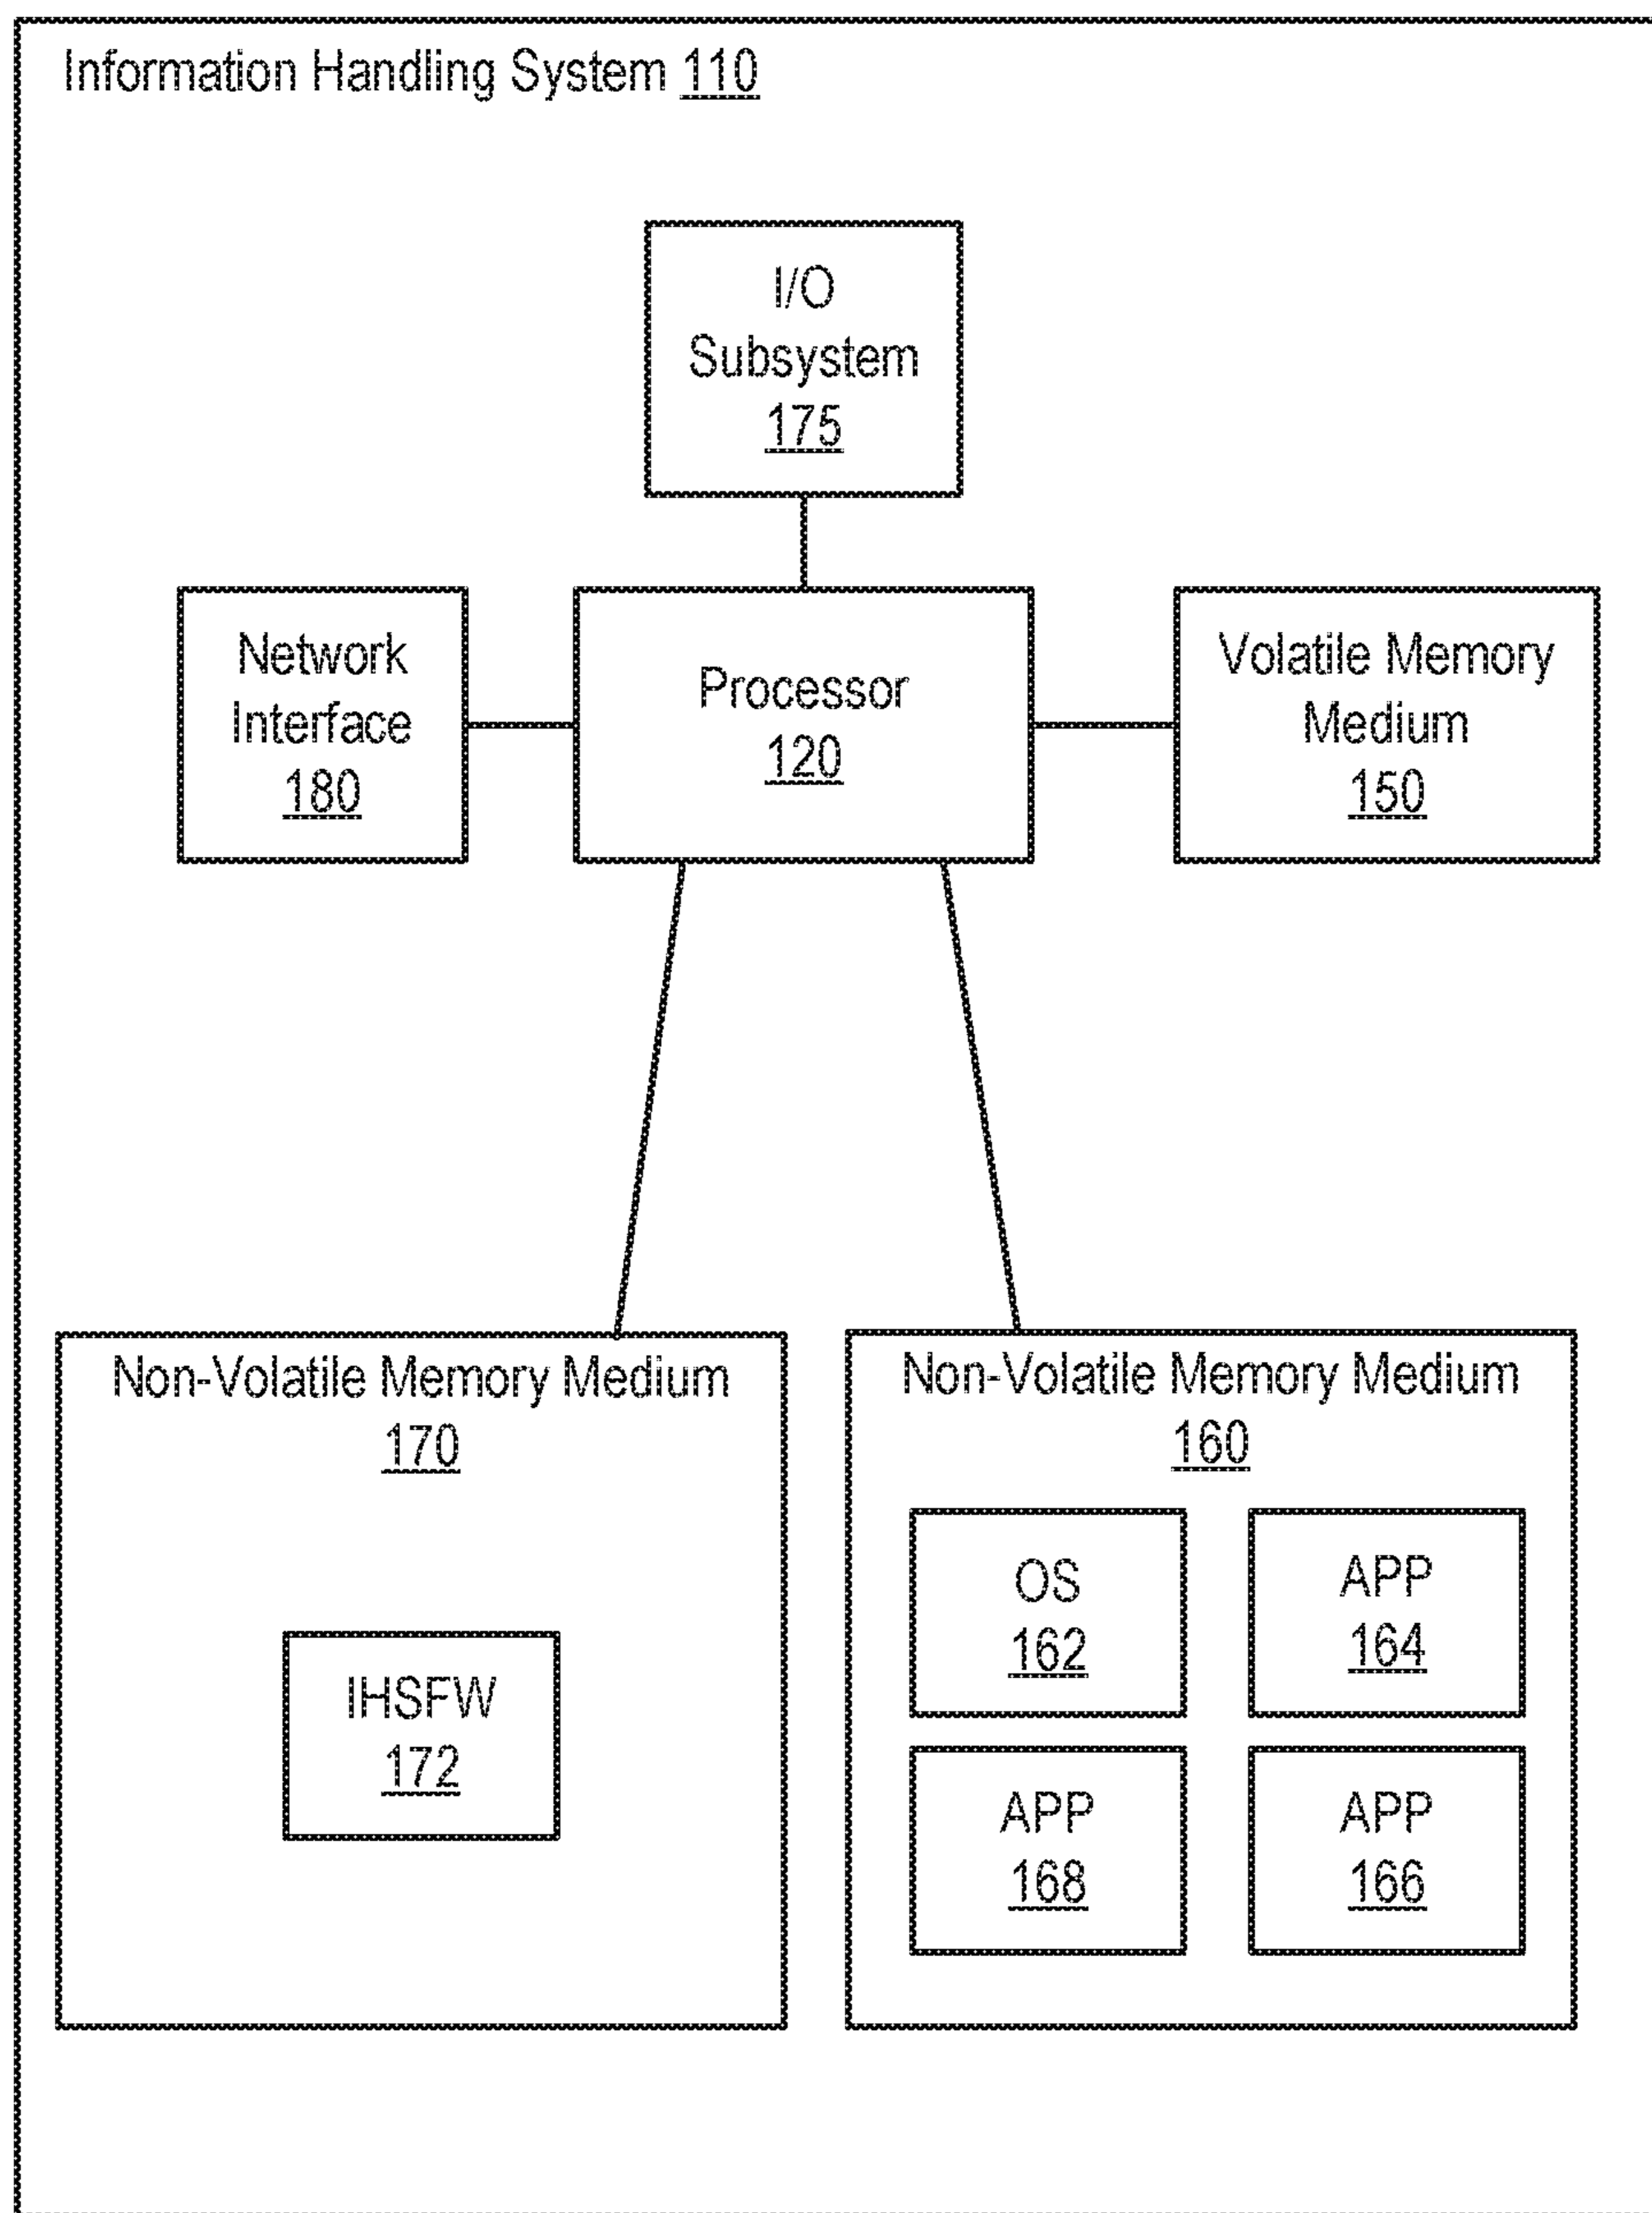 Information Handling System 110
I/O
Subsystem
175
Network
Interface
180
Processor
120
Volatile Memory
Medium
150
Non-Volatile Memory Medium
170
IHSFW
172
Non-Volatile Memory Medium
160
OS
162
APP
164
APP
168
APP
166